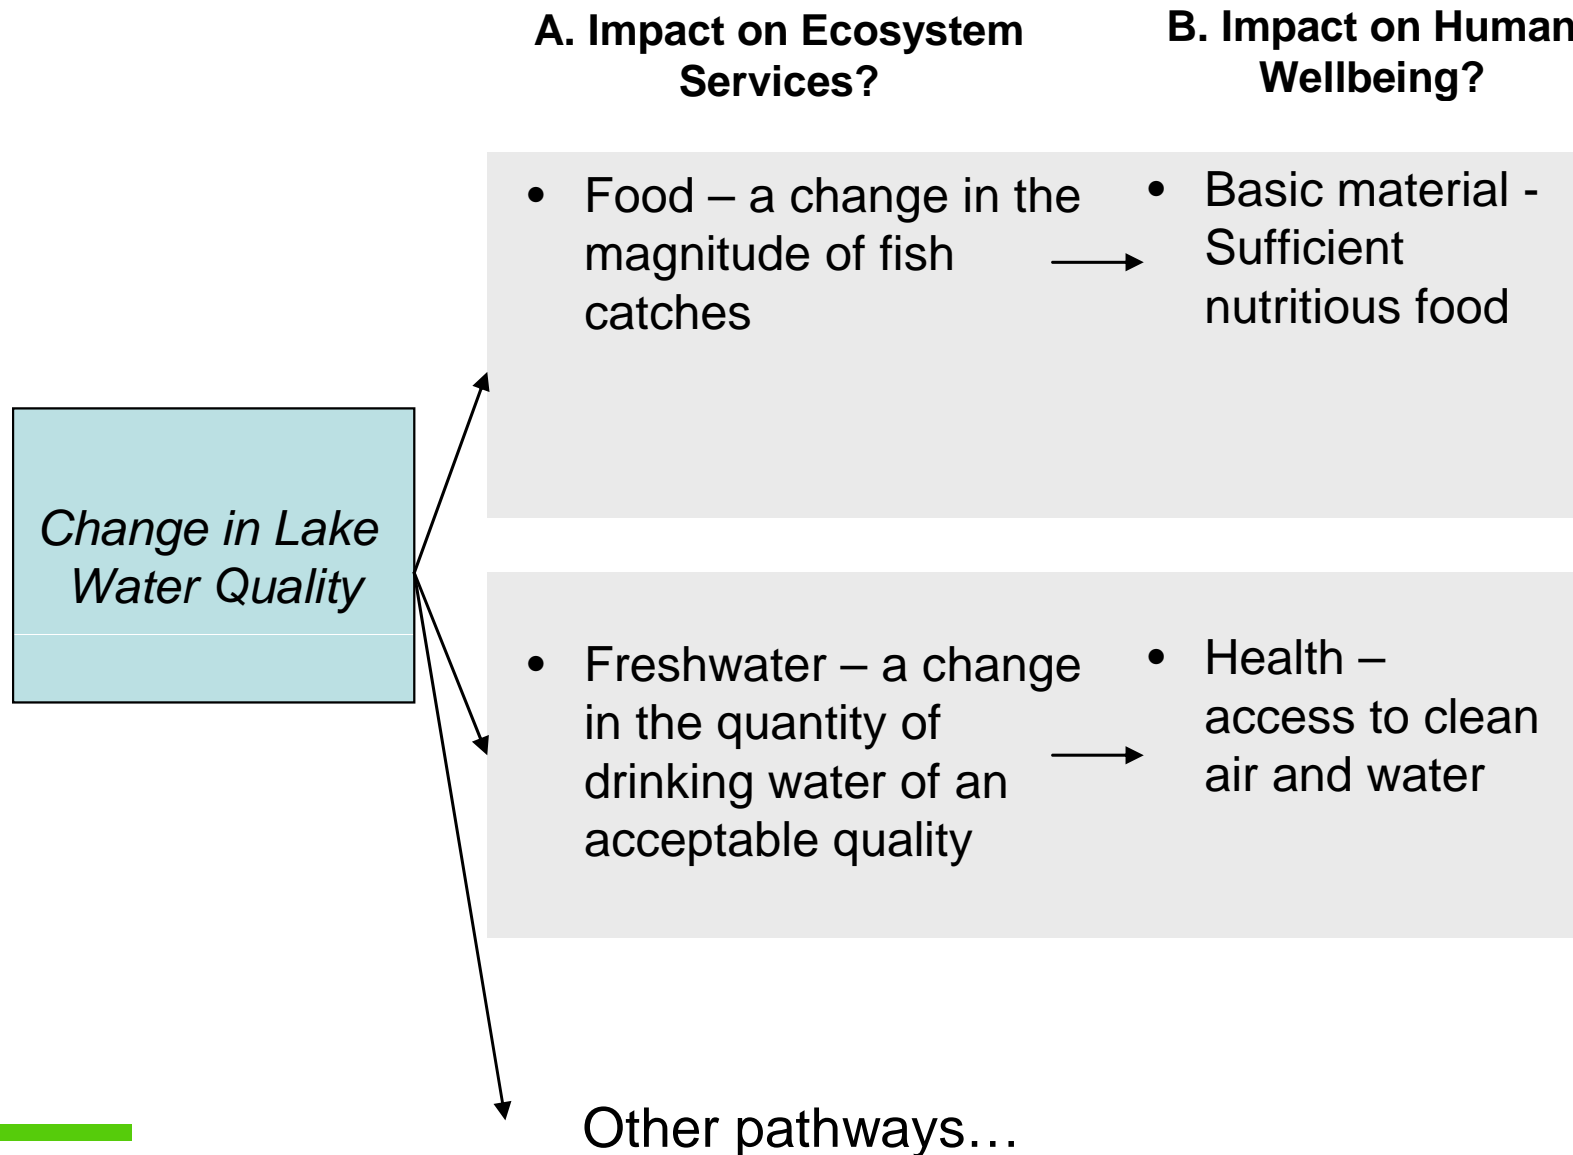 A. Impact on Ecosystem
Services?
B. Impact on Human
Wellbeing?
• Food – a change in the
magnitude of fish
catches
• Basic material -
Sufficient
nutritious food
Change in Lake
Water Quality
• Freshwater – a change
in the quantity of
drinking water of an
acceptable quality
• Health –
access to clean
air and water
Other pathways…